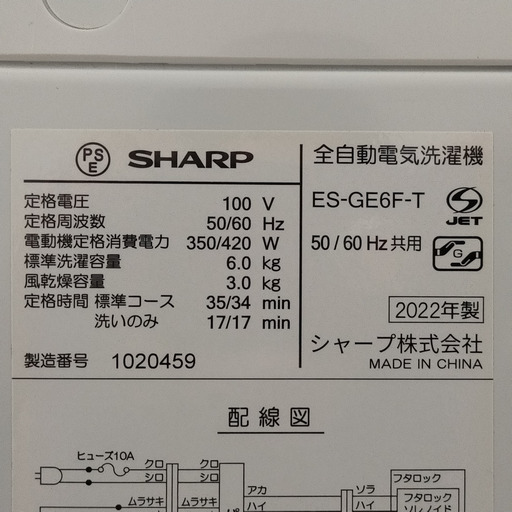 PSE SHARP
全自動電気洗濯機
定格電圧 100 V
定格周波数 50/60 Hz
電動機定格消費電力 350/420 W
標準洗濯容量 6.0 kg
風乾燥容量 3.0 kg
定格時間 標準コース 35/34 min
洗いのみ 17/17 min
製造番号 1020459
ES-GE6F-T
S JET
50/60 Hz共用
G
2022年製
シャープ株式会社
MADE IN CHINA
配線図
ヒューズ10A
クロ クロ
シロ シロ
ムラサキ ムラサキ
アカ
ハイ
ソラ
ハイ
フタロック
フタロック
ソレノイド